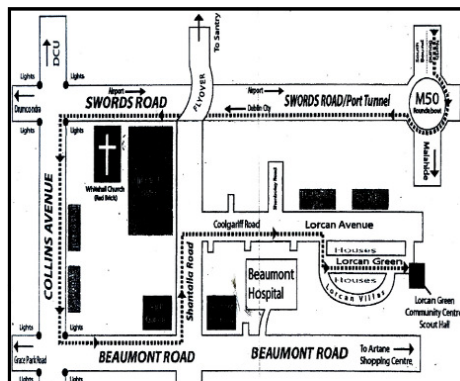 To Santry
DCU
Lights
Lights
Airport
FLYOVER
Airport
M50
Roundabout
Drumcondra
SWORDS ROAD
Dublin City
SWORDS ROAD/Port Tunnel
Lights
Lights
Malahide
Whitehall Church
(Red Brick)
COLLINS AVENUE
Shantalla Road
Coolgariff Road
Lorcan Avenue
Houses
Lorcan Green
Houses
Lorcan Villas
Beaumont
Hospital
Lorcan Green
Community Centre
Scout Hall
Lights
Lights
Grace Park Road
BEAUMONT ROAD
BEAUMONT ROAD
To Artane
Shopping Centre